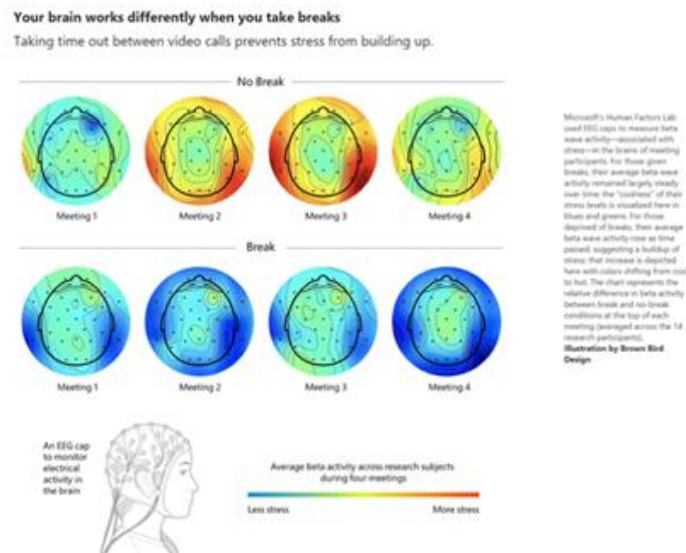 Your brain works differently when you take breaks
Taking time out between video calls prevents stress from building up.
No Break
Meeting 1
Meeting 2
Meeting 3
Meeting 4
Break
Meeting 1
Meeting 2
Meeting 3
Meeting 4
Microsoft's Human Factors Lab
used EEG caps to measure beta
wave activity—associated with
stress—in the brains of meeting
participants. For those given
breaks, their average beta wave
activity remained largely steady
over time; the "coolness" of their
stress levels is visualized here in
blues and greens. For those
deprived of breaks, their average
beta wave activity rose as time
passed, suggesting a buildup of
stress; that increase is depicted
here with colors shifting from cool
to hot. The chart represents the
relative difference in beta activity
between break and no-break
conditions at the top of each
meeting (averaged across the 14
research participants).
Illustration by Brown Bird
Design
An EEG cap
to monitor
electrical
activity in
the brain
Average beta activity across research subjects
during four meetings
Less stress
More stress